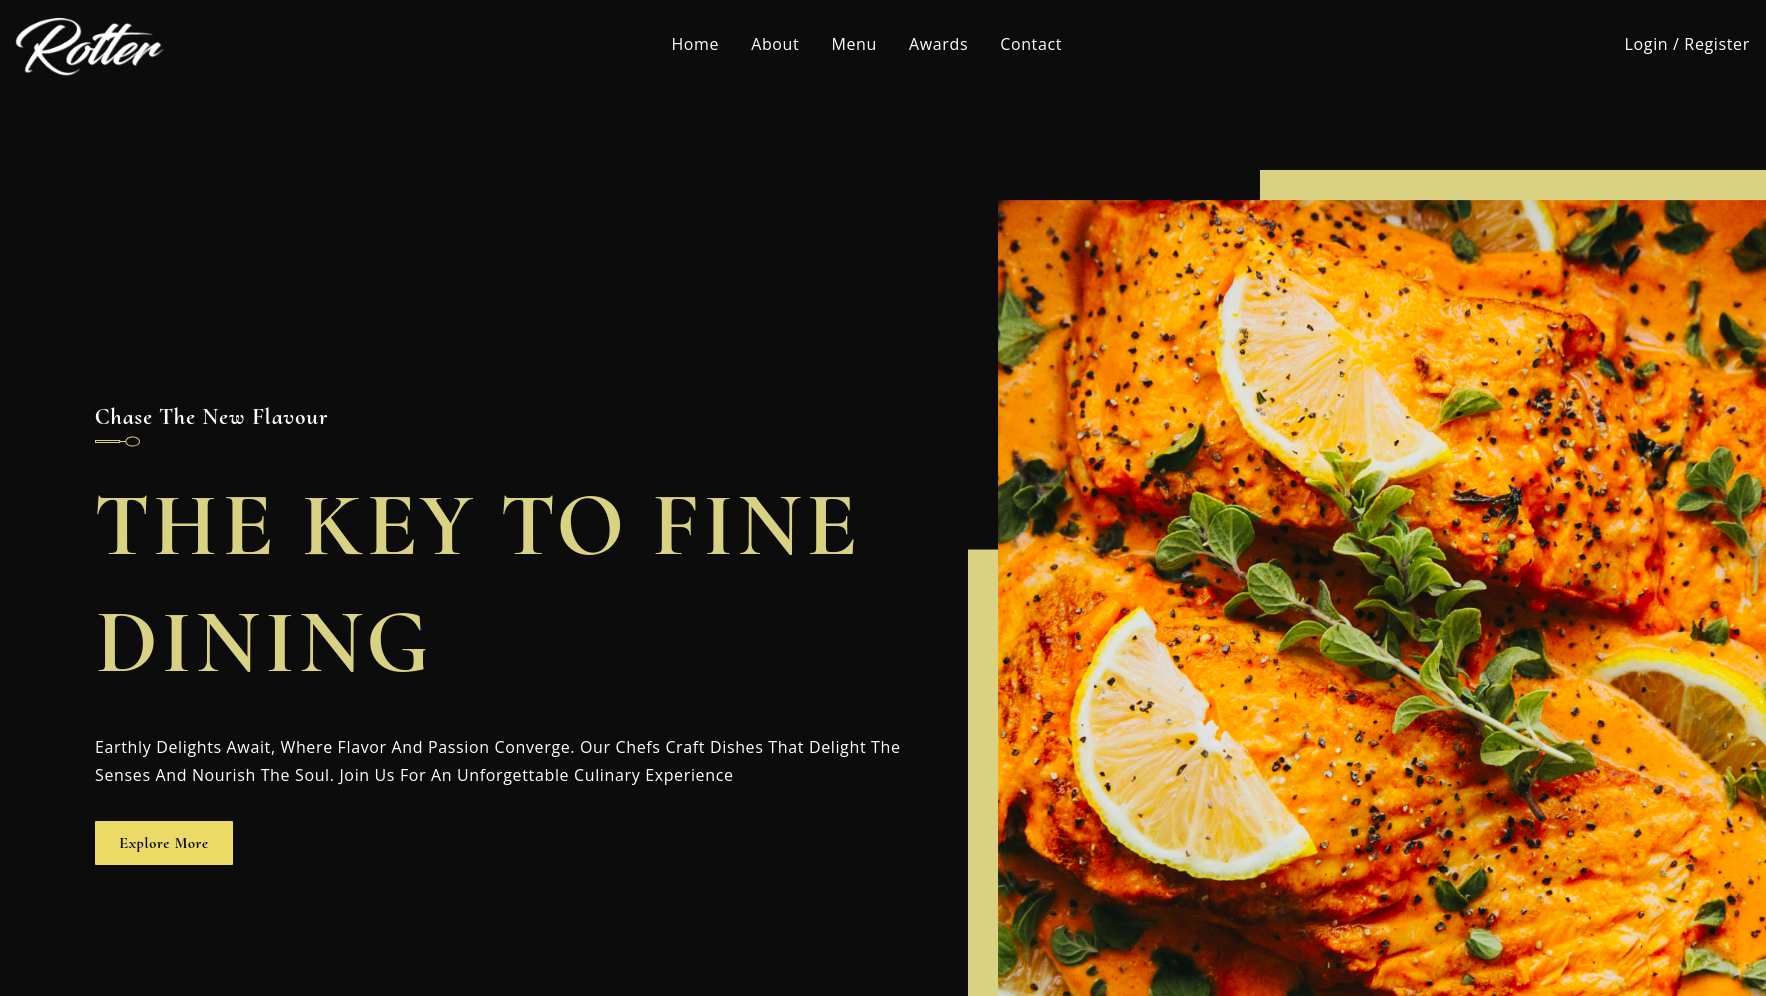 Rotter
Home About Menu Awards Contact
Login / Register
Chase The New Flavour
THE KEY TO FINE
DINING
Earthly Delights Await, Where Flavor And Passion Converge. Our Chefs Craft Dishes That Delight The
Senses And Nourish The Soul. Join Us For An Unforgettable Culinary Experience
Explore More